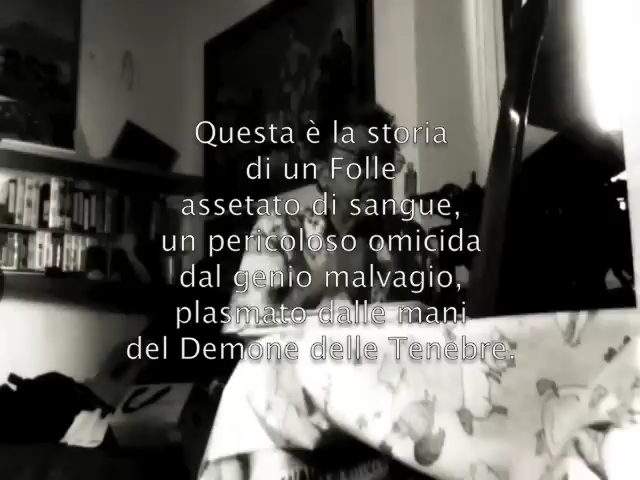 Questa è la storia
di un Folle
assetato di sangue,
un pericoloso omicida
dal genio malvagio,
plasmato dalle mani
del Demone delle Tenebre.